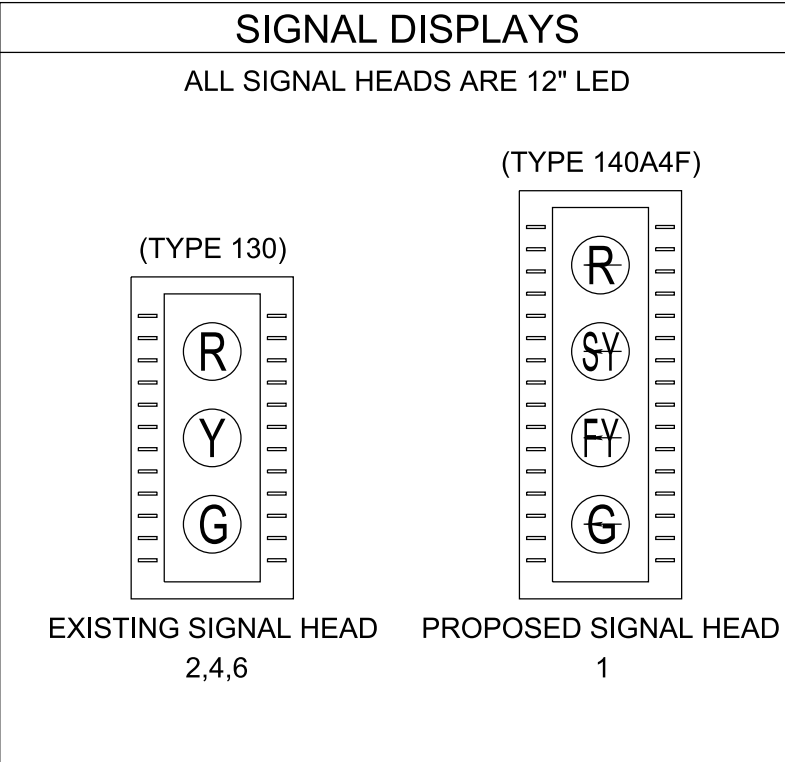 SIGNAL DISPLAYS
ALL SIGNAL HEADS ARE 12" LED
(TYPE 130)
R
Y
G
EXISTING SIGNAL HEAD
2,4,6
(TYPE 140A4F)
R
SY
FY
G
PROPOSED SIGNAL HEAD
1